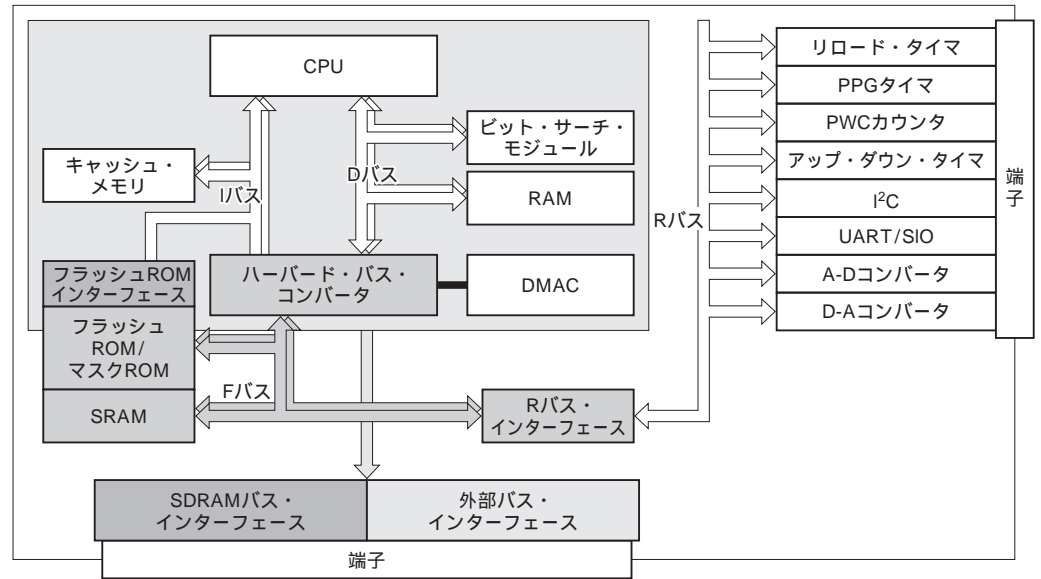 CPU
ビット・サーチ・
モジュール
キャッシュ・
メモリ
Iバス
Dバス
RAM
フラッシュROM
インターフェース
ハーバード・バス・
コンバータ
DMAC
フラッシュ
ROM/
マスクROM
Fバス
SRAM
Rバス・
インターフェース
SDRAMバス・
インターフェース
外部バス・
インターフェース
端子
Rバス
リロード・タイマ
PPGタイマ
PWCカウンタ
アップ・ダウン・タイマ
I²C
UART/SIO
A-Dコンバータ
D-Aコンバータ
端子